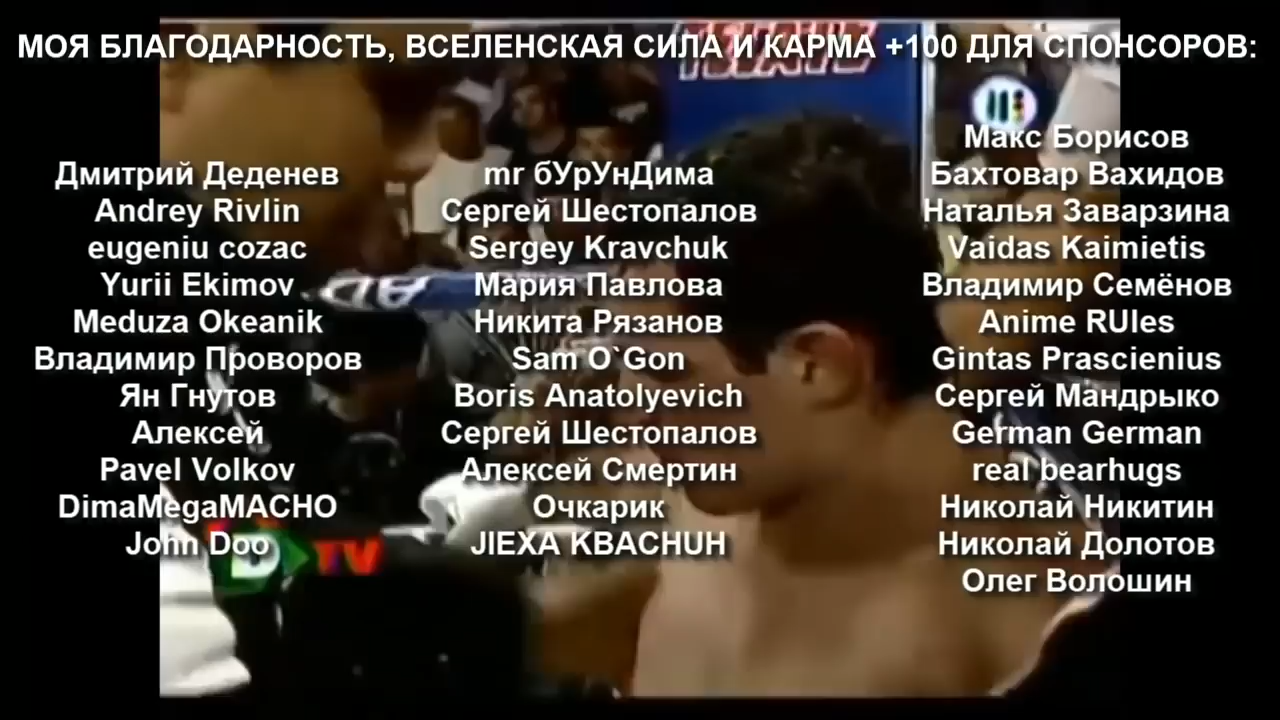 МОЯ БЛАГОДАРНОСТЬ, ВСЕЛЕНСКАЯ СИЛА И КАРМА +100 ДЛЯ СПОНСОРОВ:
Дмитрий Деденев
Andrey Rivlin
eugeniu cozac
Yurii Ekimov
Meduza Okeanik
Владимир Проворов
Ян Гнутов
Алексей
Pavel Volkov
DimaMegaMACHO
John Doo
mr бУрУнДима
Сергей Шестопалов
Sergey Kravchuk
Мария Павлова
Никита Рязанов
Sam O`Gon
Boris Anatolyevich
Сергей Шестопалов
Алексей Смертин
Очкарик
JIEXA KBACHUH
Макс Борисов
Бахтовар Вахидов
Наталья Заварзина
Vaidas Kaimietis
Владимир Семёнов
Anime RUles
Gintas Prascienius
Сергей Мандрыко
German German
real bearhugs
Николай Никитин
Николай Долотов
Олег Волошин
TV